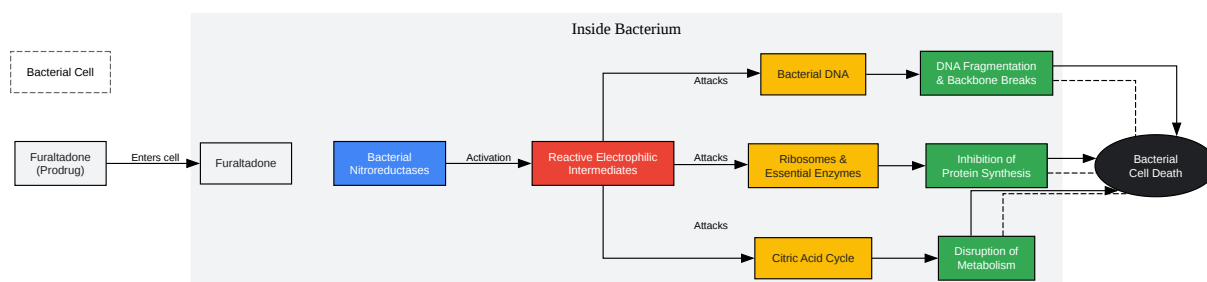 Inside Bacterium
Bacterial Cell
Furaltadone
(Prodrug)
Enters cell
Furaltadone
Bacterial
Nitroreductases
Activation
Reactive Electrophilic
Intermediates
Attacks
Bacterial DNA
DNA Fragmentation
& Backbone Breaks
Attacks
Ribosomes &
Essential Enzymes
Inhibition of
Protein Synthesis
Attacks
Citric Acid Cycle
Disruption of
Metabolism
Bacterial
Cell Death